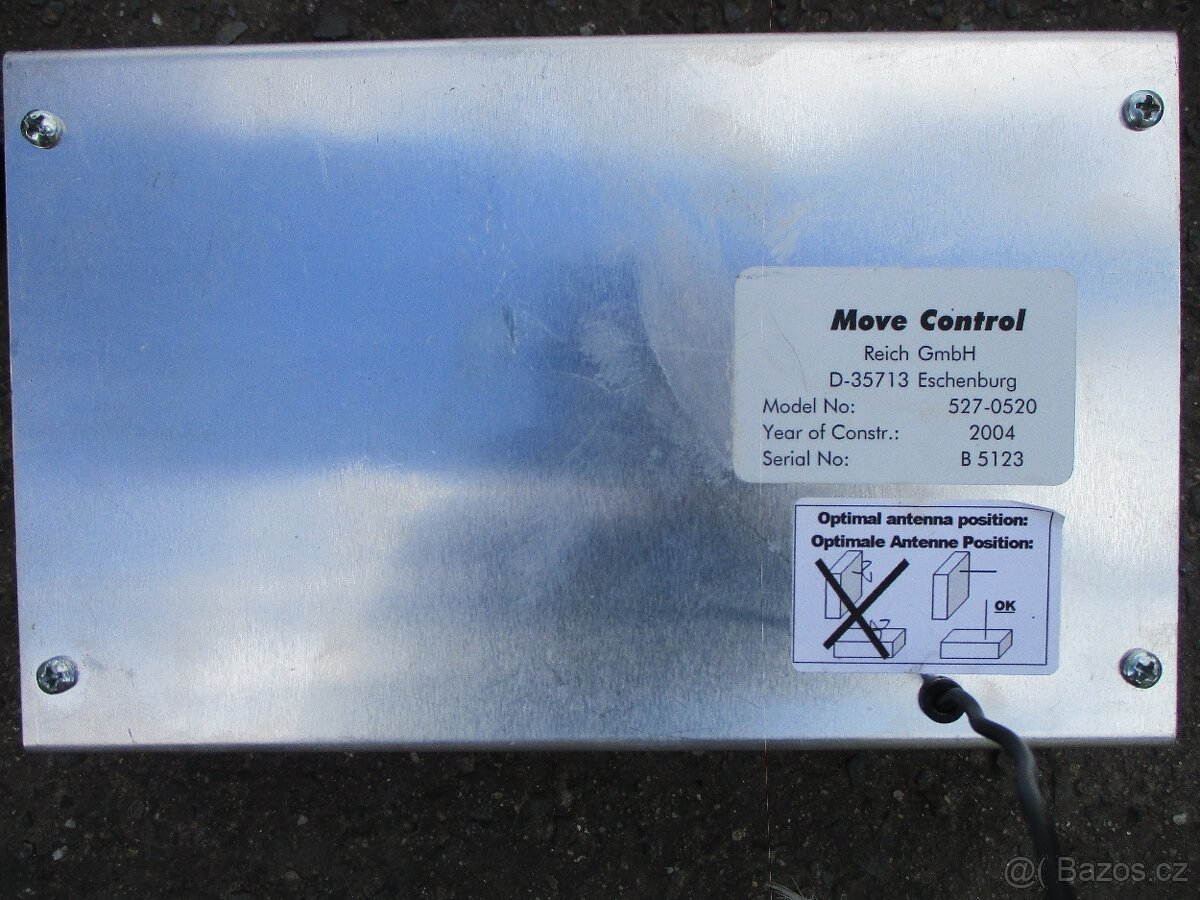 Move Control
Reich GmbH
D-35713 Eschenburg
Model No: 527-0520
Year of Constr.: 2004
Serial No: B 5123
Optimal antenna position:
Optimale Antenne Position:
OK
@( Bazos.cz